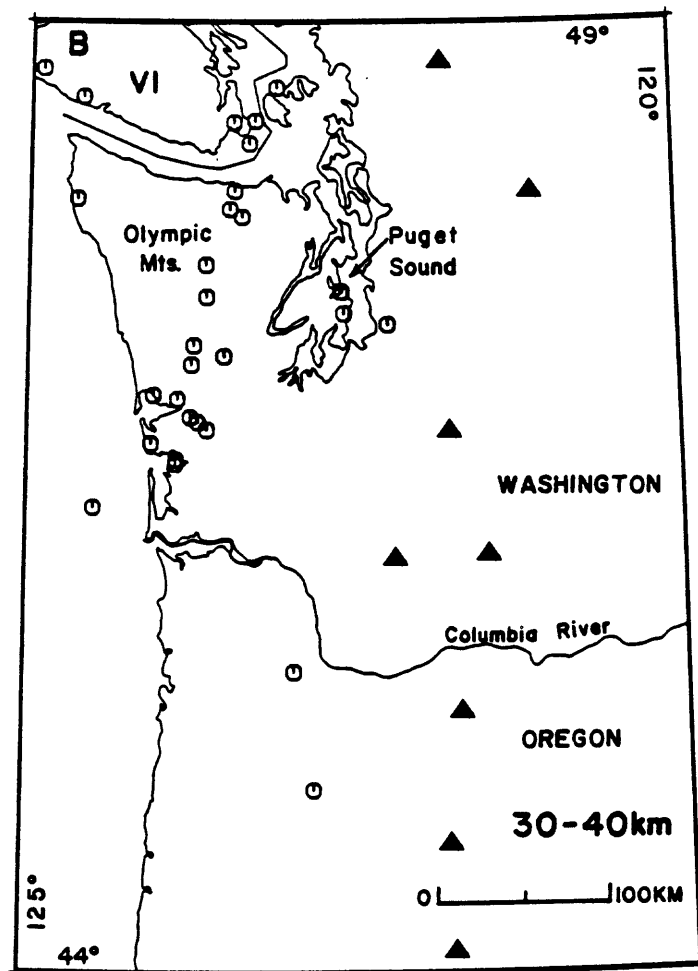 B
49°
VI
120°
Olympic
Mts.
Puget
Sound
WASHINGTON
Columbia River
OREGON
30-40km
0 100KM
125°
44°